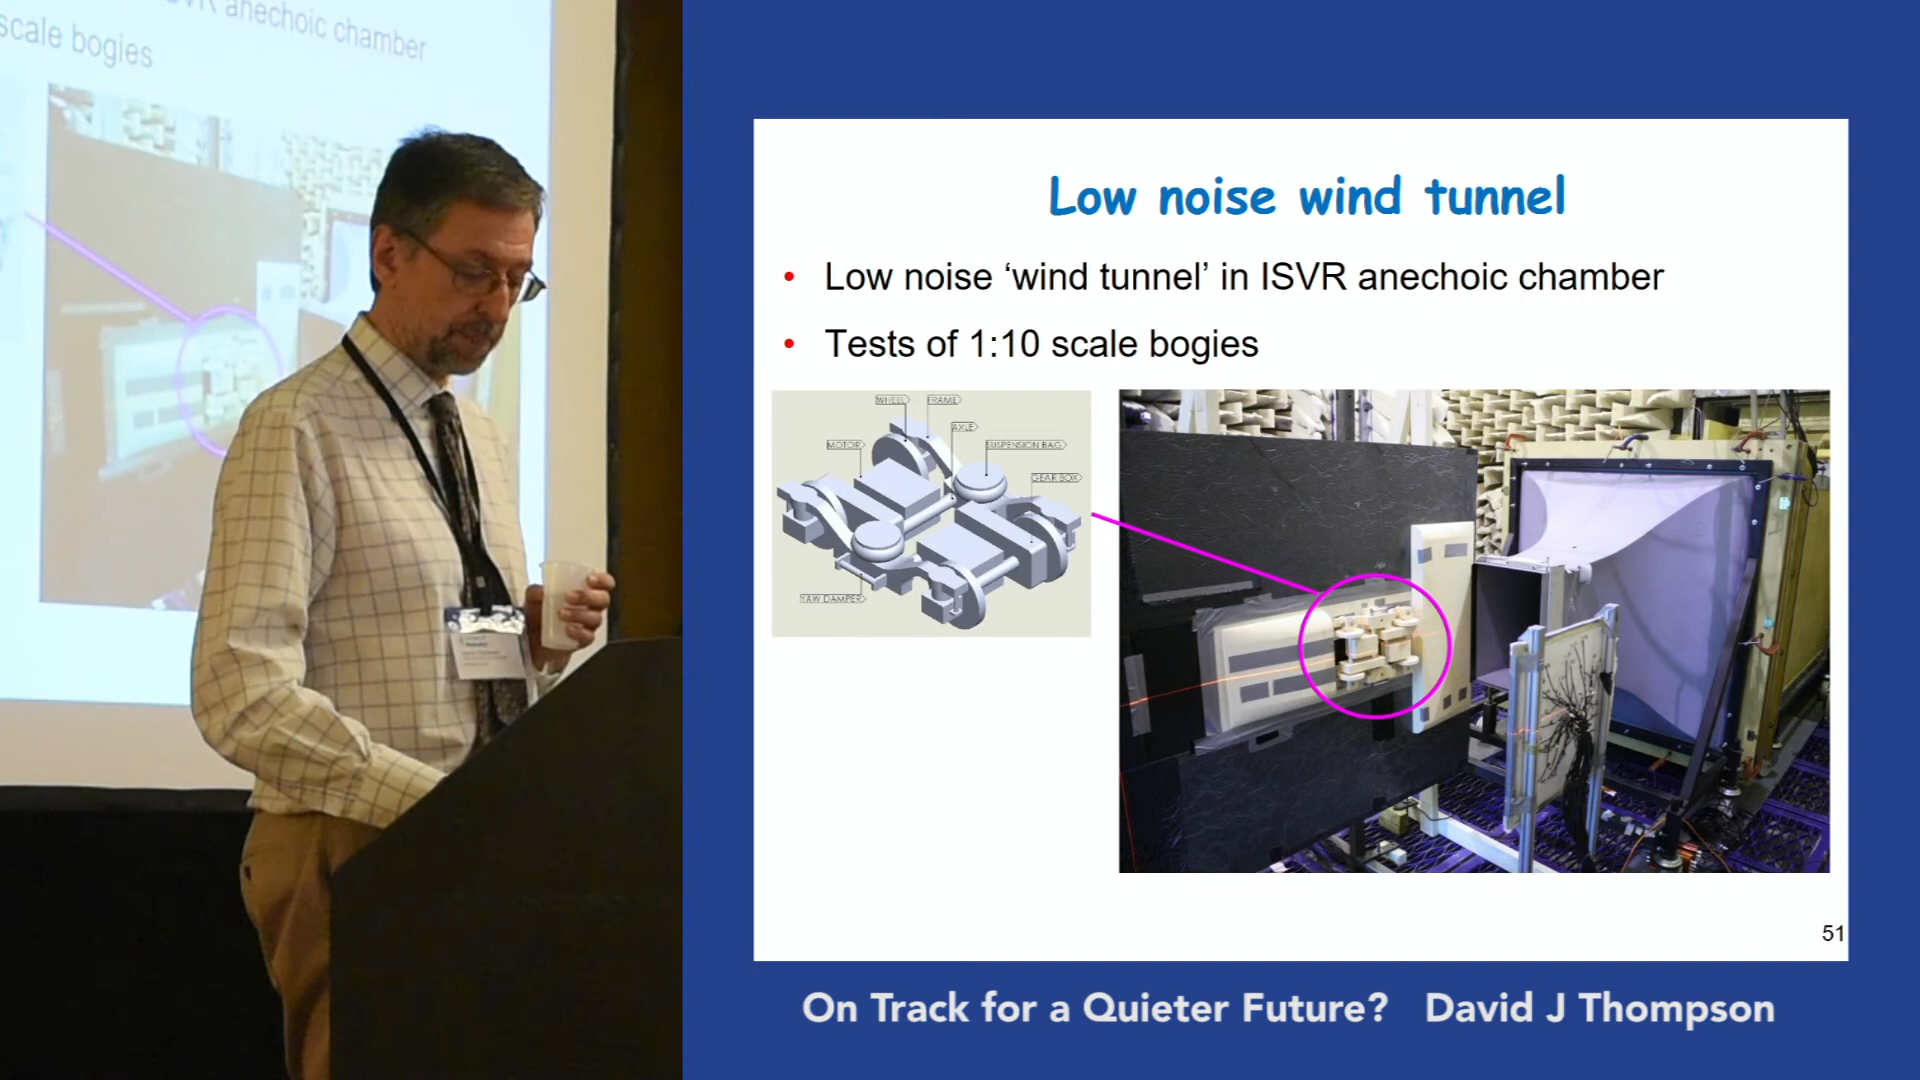 ISVR anechoic chamber
scale bogies
Low noise wind tunnel
• Low noise ‘wind tunnel’ in ISVR anechoic chamber
• Tests of 1:10 scale bogies
WHEEL
FRAME
AXLE
MOTOR
SUSPENSION BAG
GEAR BOX
YAW DAMPER
51
On Track for a Quieter Future? David J Thompson